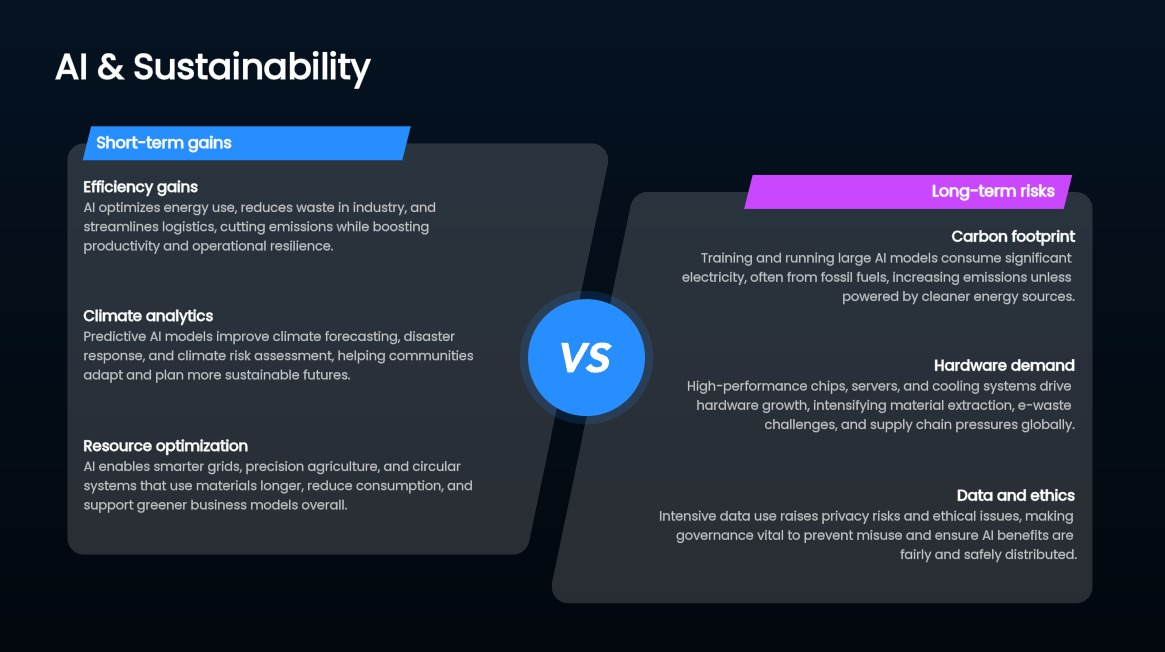 AI & Sustainability
Short-term gains
Efficiency gains
AI optimizes energy use, reduces waste in industry, and
streamlines logistics, cutting emissions while boosting
productivity and operational resilience.
Climate analytics
Predictive AI models improve climate forecasting, disaster
response, and climate risk assessment, helping communities
adapt and plan more sustainable futures.
Resource optimization
AI enables smarter grids, precision agriculture, and circular
systems that use materials longer, reduce consumption, and
support greener business models overall.
VS
Long-term risks
Carbon footprint
Training and running large AI models consume significant
electricity, often from fossil fuels, increasing emissions unless
powered by cleaner energy sources.
Hardware demand
High-performance chips, servers, and cooling systems drive
hardware growth, intensifying material extraction, e-waste
challenges, and supply chain pressures globally.
Data and ethics
Intensive data use raises privacy risks and ethical issues, making
governance vital to prevent misuse and ensure AI benefits are
fairly and safely distributed.